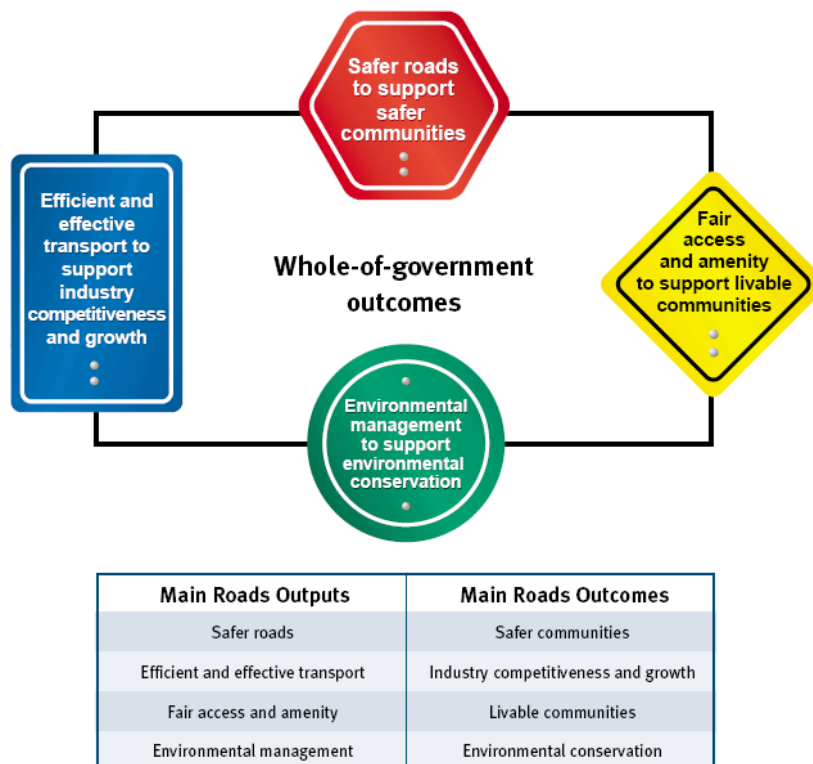 Safer roads
to support
safer
communities
Efficient and
effective
transport to
support
industry
competitiveness
and growth
Fair
access
and amenity
to support livable
communities
Whole-of-government
outcomes
Environmental
management
to support
environmental
conservation
Main Roads Outputs Main Roads Outcomes
Safer roads Safer communities
Efficient and effective transport Industry competitiveness and growth
Fair access and amenity Livable communities
Environmental management Environmental conservation